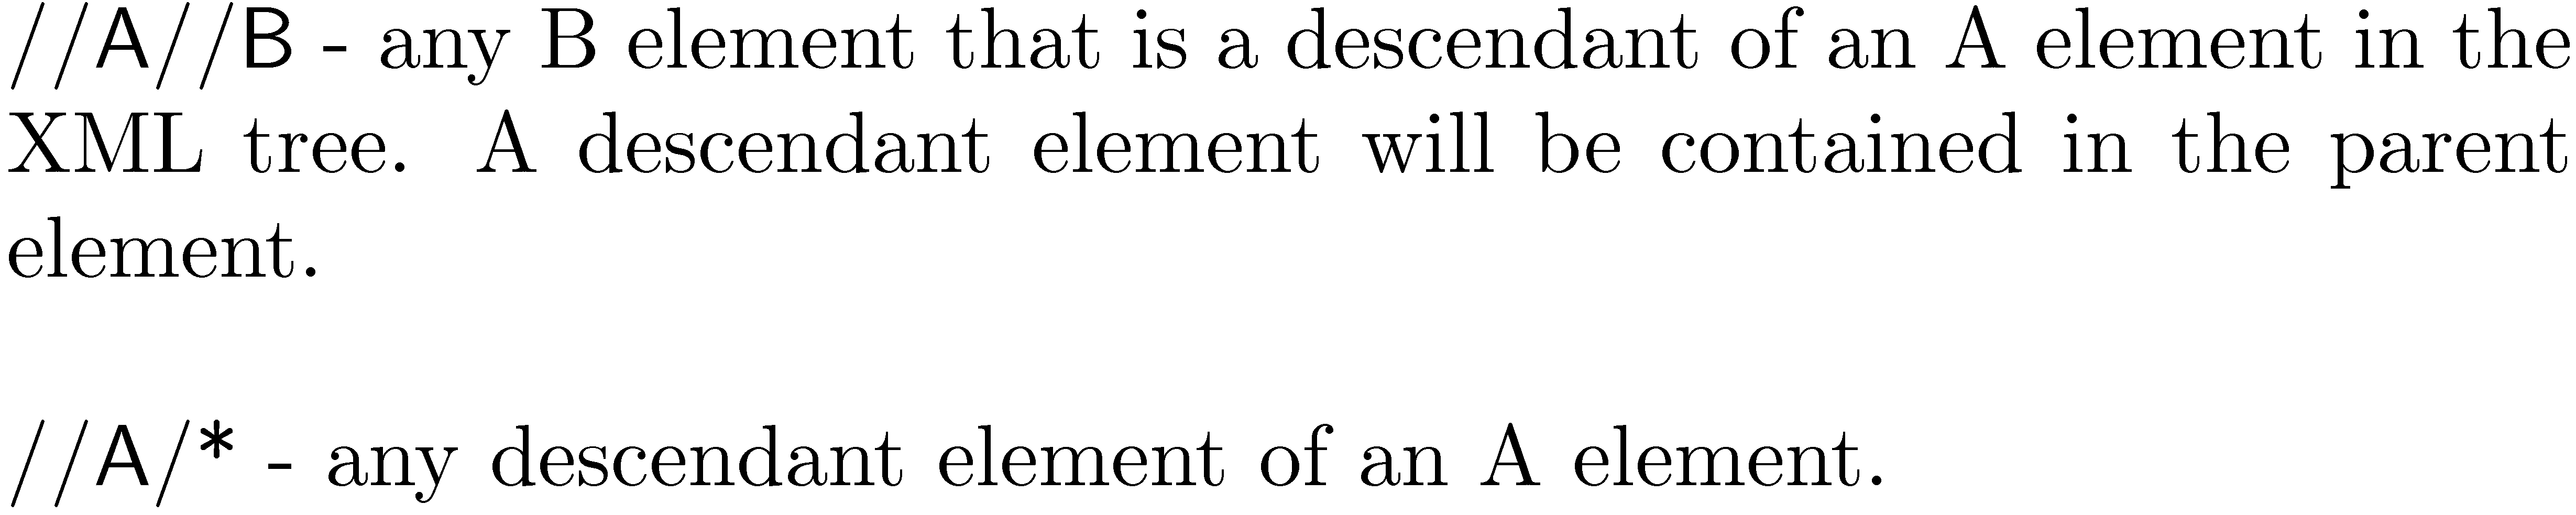 //A//B - any B element that is a descendant of an A element in the
XML tree. A descendant element will be contained in the parent
element.
//A/* - any descendant element of an A element.